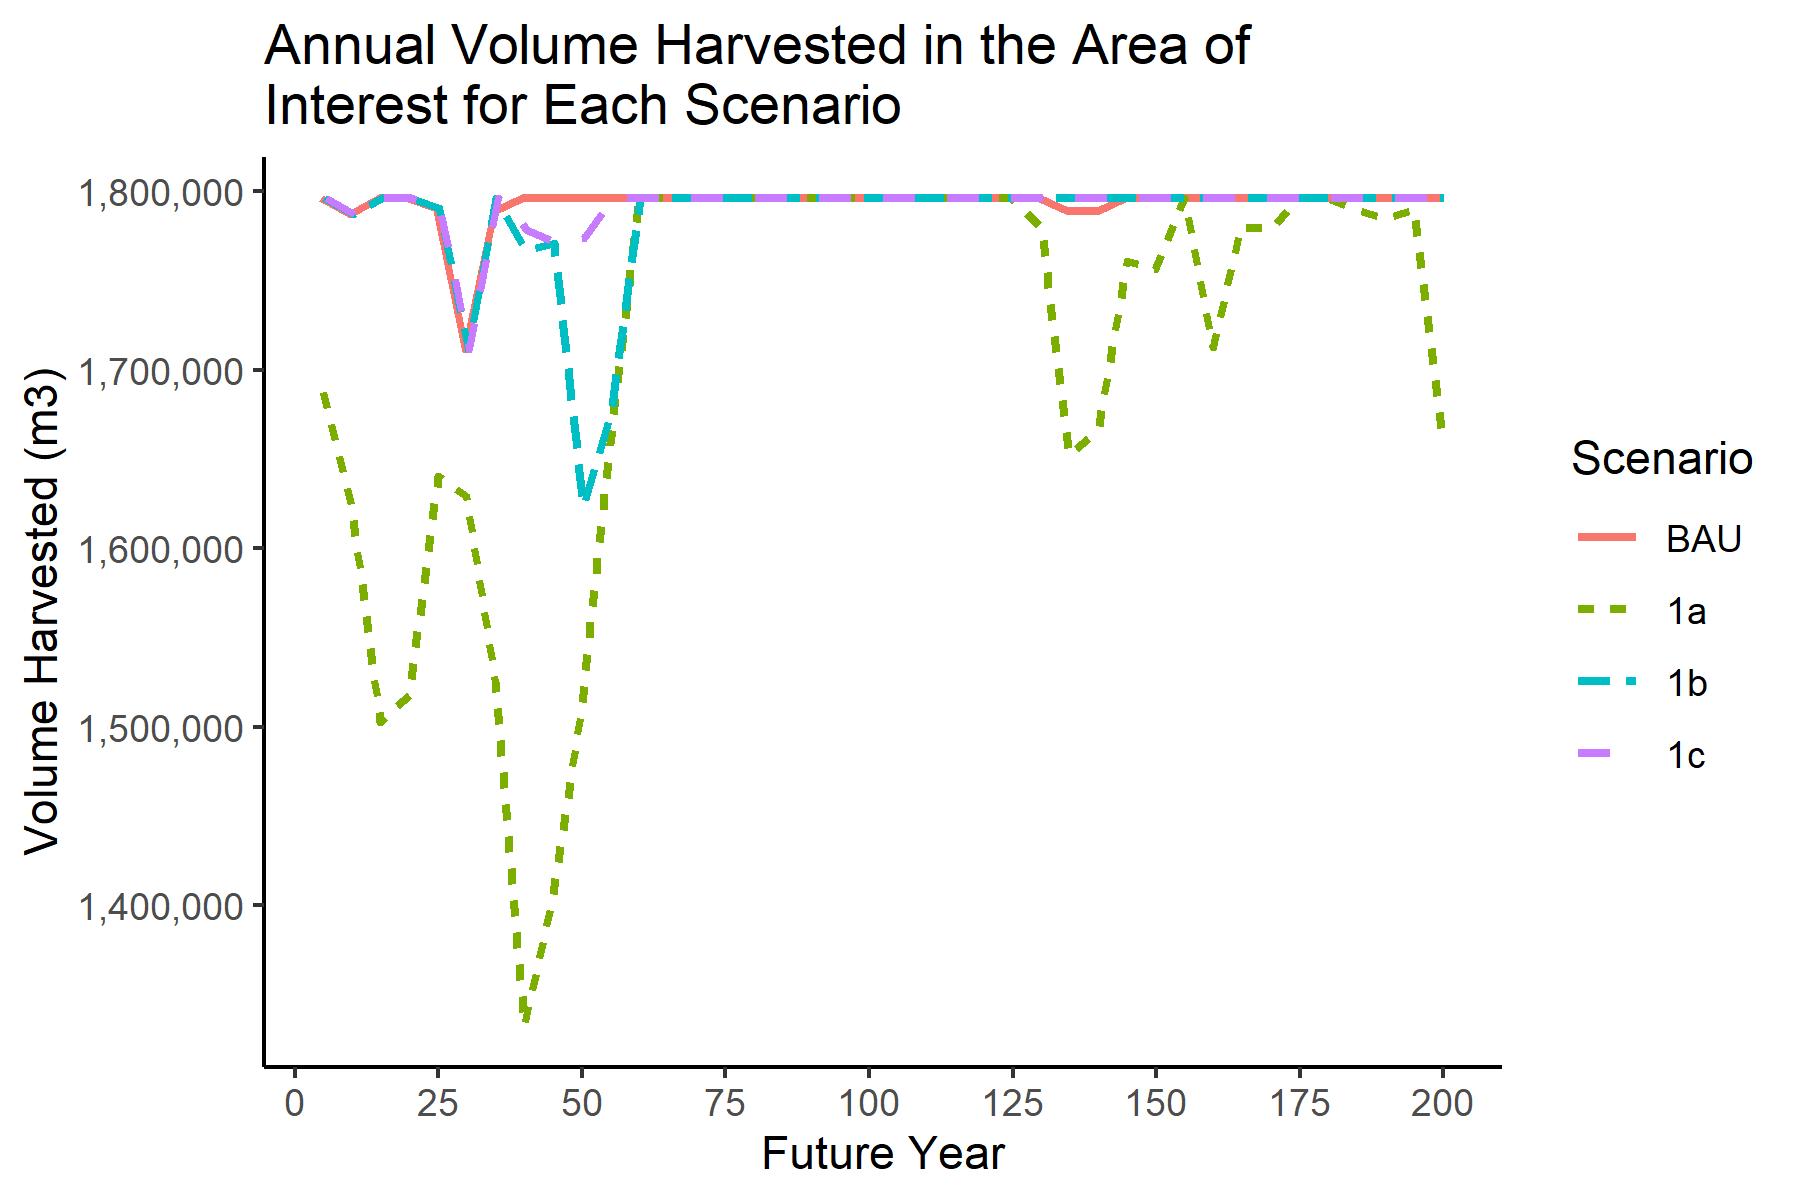 Annual Volume Harvested in the Area of
Interest for Each Scenario
Volume Harvested (m3)
1,800,000
1,700,000
1,600,000
1,500,000
1,400,000
0 25 50 75 100 125 150 175 200
Future Year
Scenario
BAU
1a
1b
1c